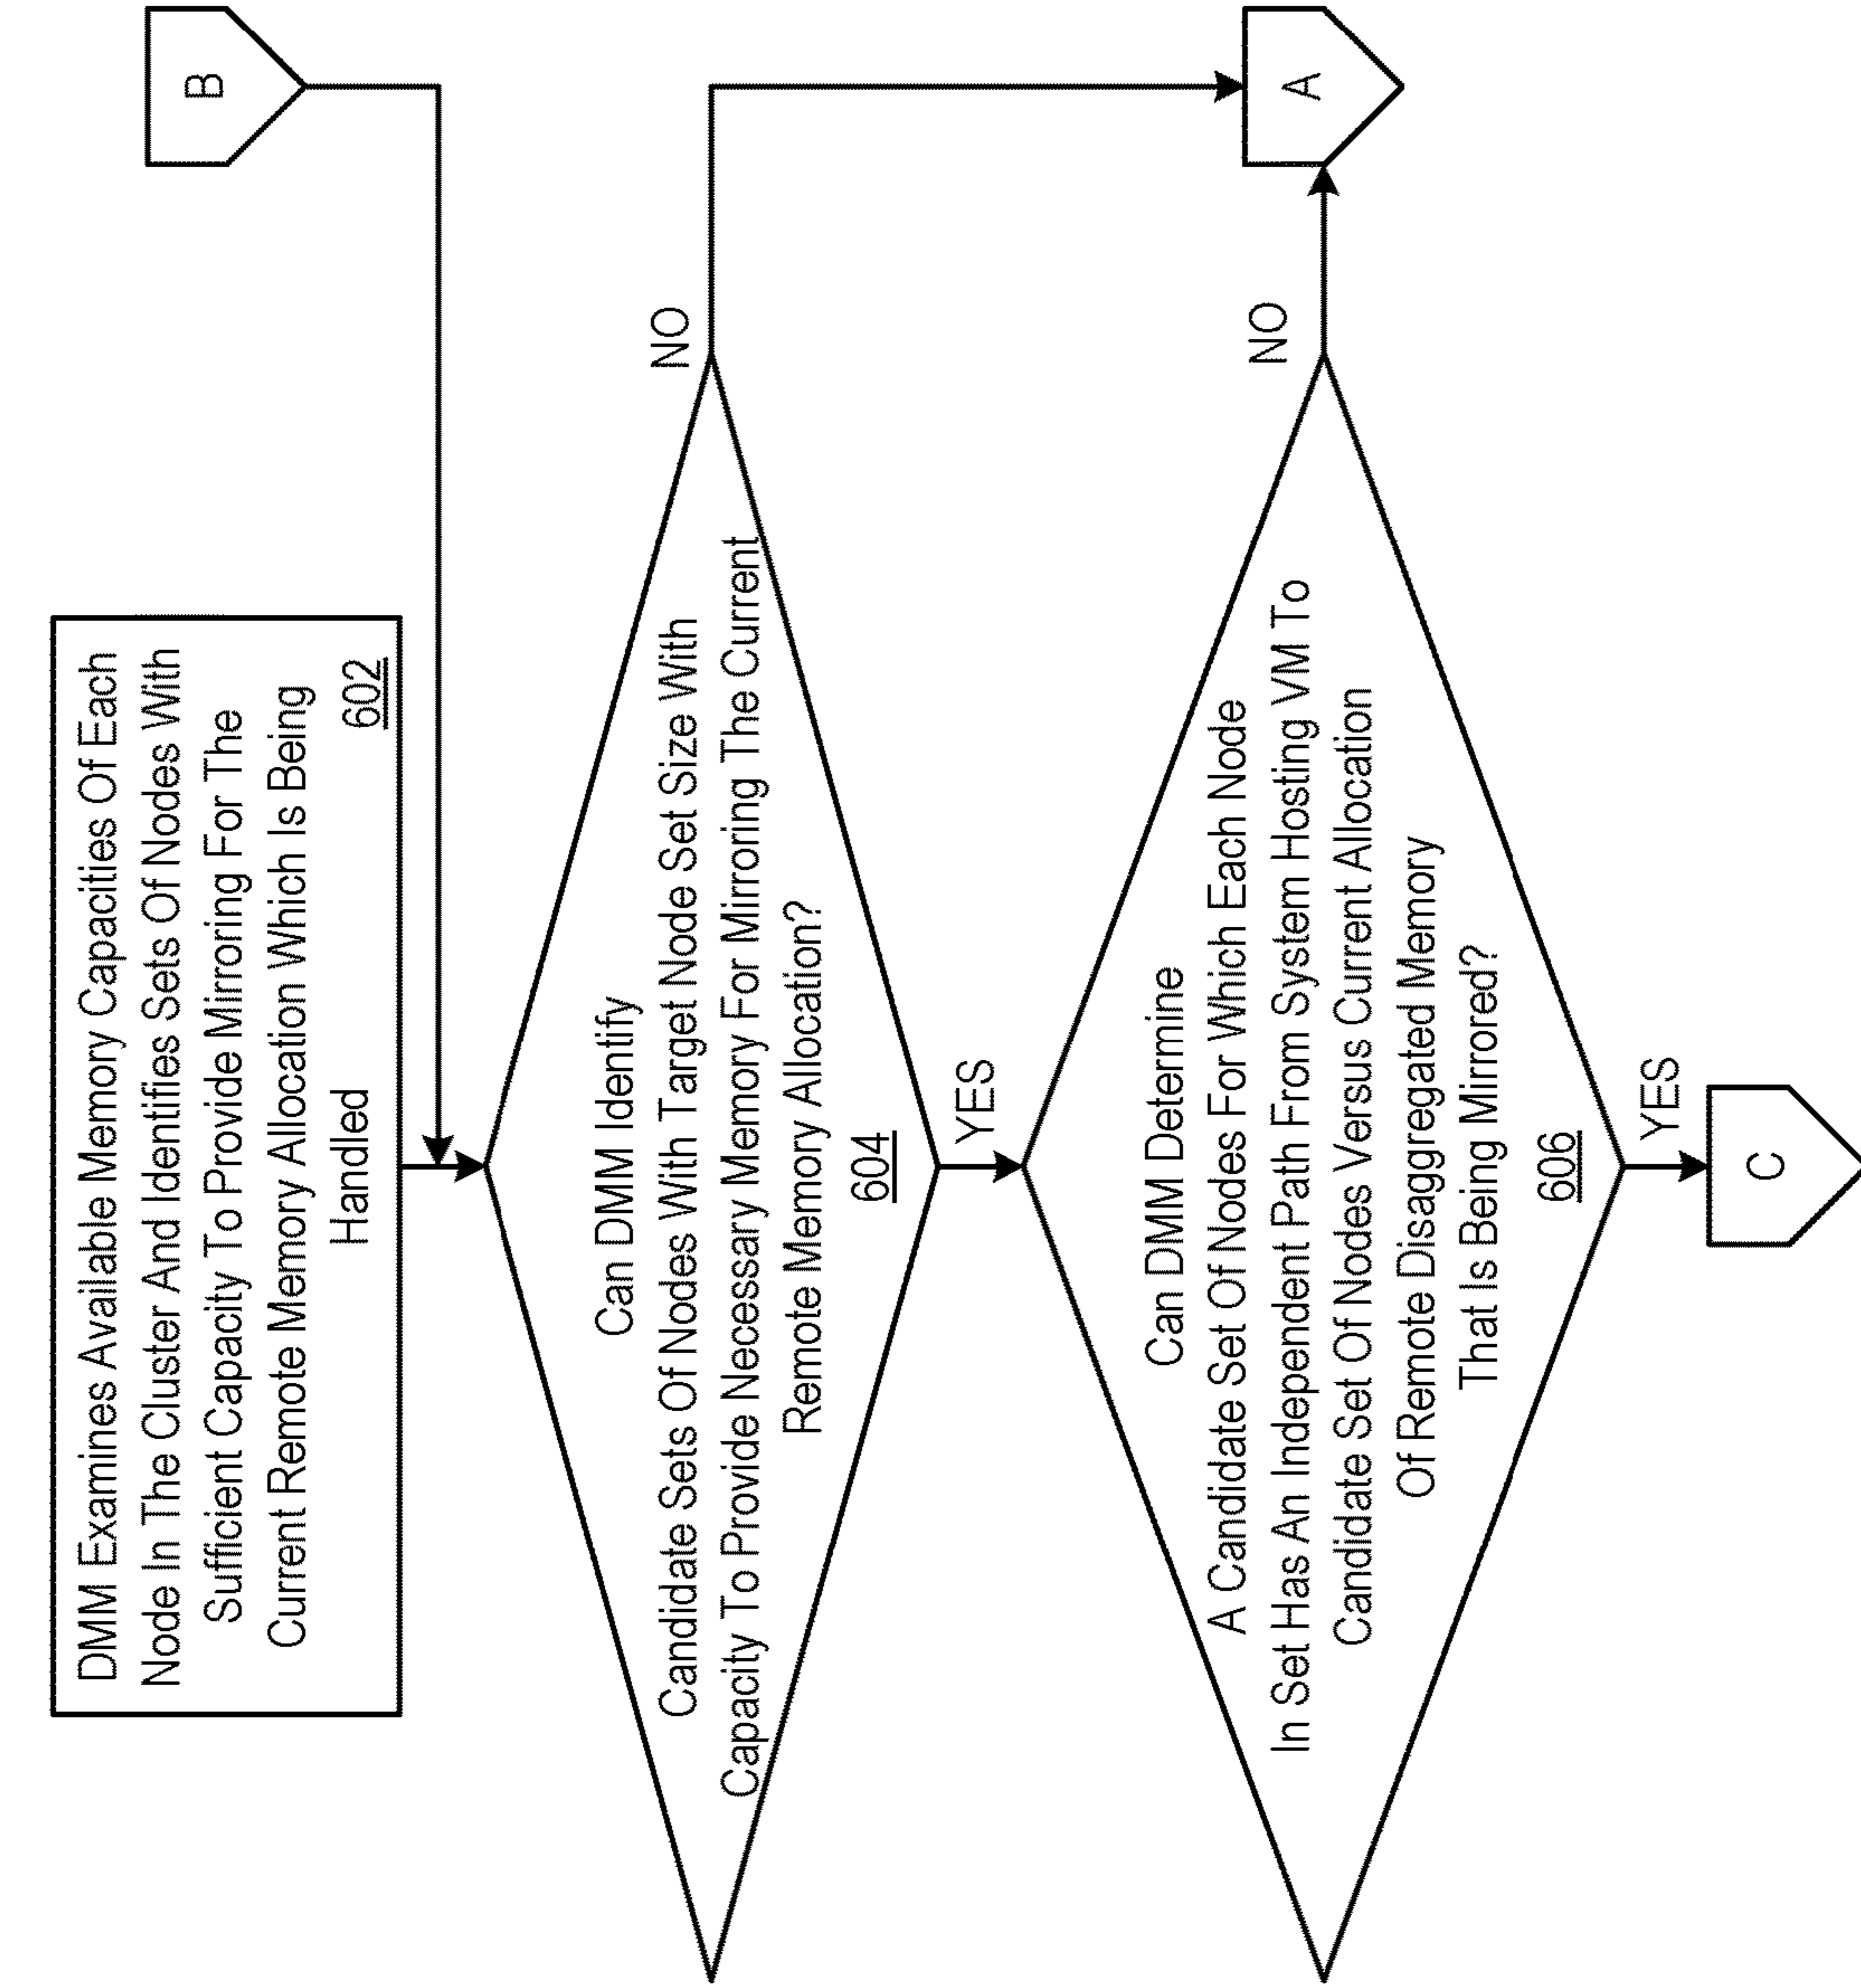 DMM Examines Available Memory Capacities Of Each
Node In The Cluster And Identifies Sets Of Nodes With
Sufficient Capacity To Provide Mirroring For The
Current Remote Memory Allocation Which Is Being
Handled
602
B
Can DMM Identify
Candidate Sets Of Nodes With Target Node Set Size With
Capacity To Provide Necessary Memory For Mirroring The Current
Remote Memory Allocation?
604
NO
YES
Can DMM Determine
A Candidate Set Of Nodes For Which Each Node
In Set Has An Independent Path From System Hosting VM To
Candidate Set Of Nodes Versus Current Allocation
Of Remote Disaggregated Memory
That Is Being Mirrored?
606
NO
A
YES
C